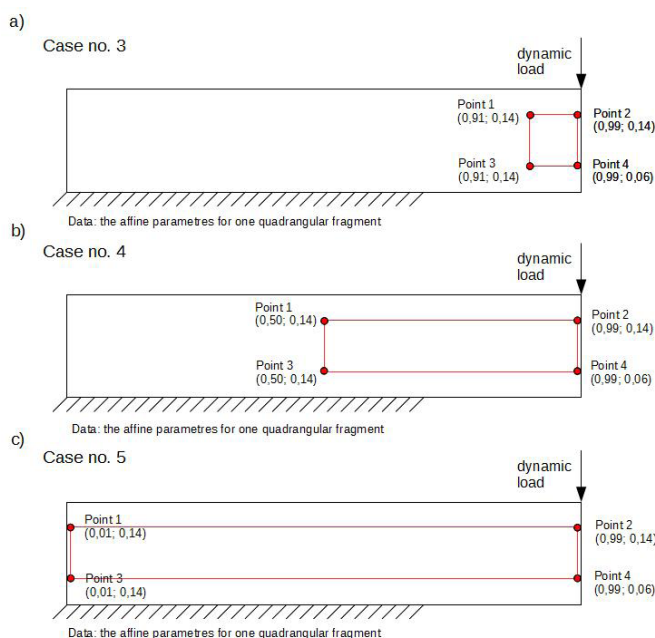 a)
Case no. 3
dynamic
load
Point 1
(0,91; 0,14)
Point 2
(0,99; 0,14)
Point 3
(0,91; 0,14)
Point 4
(0,99; 0,06)
Data: the affine parametres for one quadrangular fragment
b)
Case no. 4
dynamic
load
Point 1
(0,50; 0,14)
Point 2
(0,99; 0,14)
Point 3
(0,50; 0,14)
Point 4
(0,99; 0,06)
Data: the affine parametres for one quadrangular fragment
c)
Case no. 5
dynamic
load
Point 1
(0,01; 0,14)
Point 2
(0,99; 0,14)
Point 3
(0,01; 0,14)
Point 4
(0,99; 0,06)
Data: the affine parametres for one quadrangular fragment